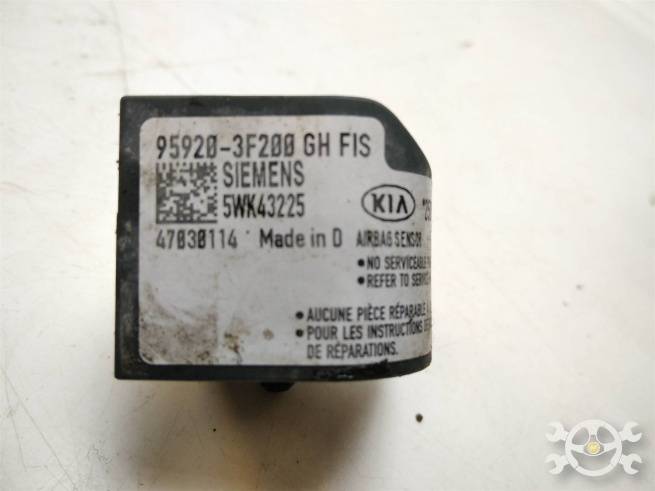 95920-3F200 GH FIS
SIEMENS
5WK43225
KIA
47030114 Made in D AIRBAG SENSOR
• NO SERVICEABLE
• REFER TO SERVICE
• AUCUNE PIÈCE RÉPARABLE
• POUR LES INSTRUCTIONS
DE RÉPARATIONS.